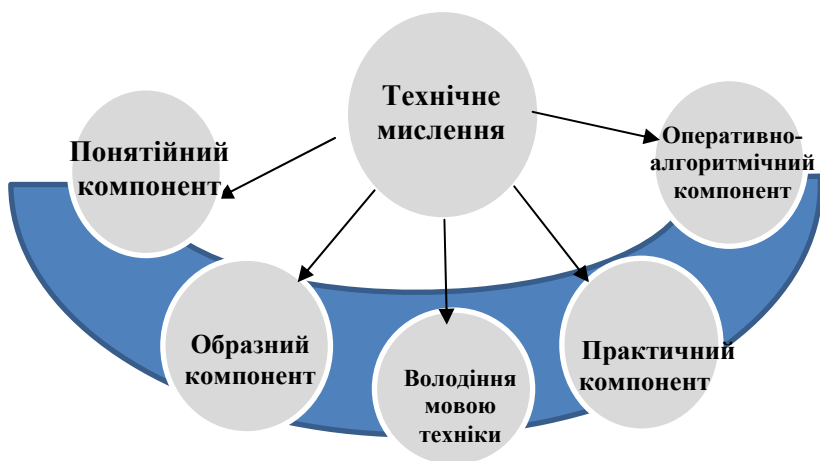 Технічне
мислення
Понятійний
компонент
Образний
компонент
Володіння
мовою
техніки
Практичний
компонент
Оперативно-
алгоритмічний
компонент